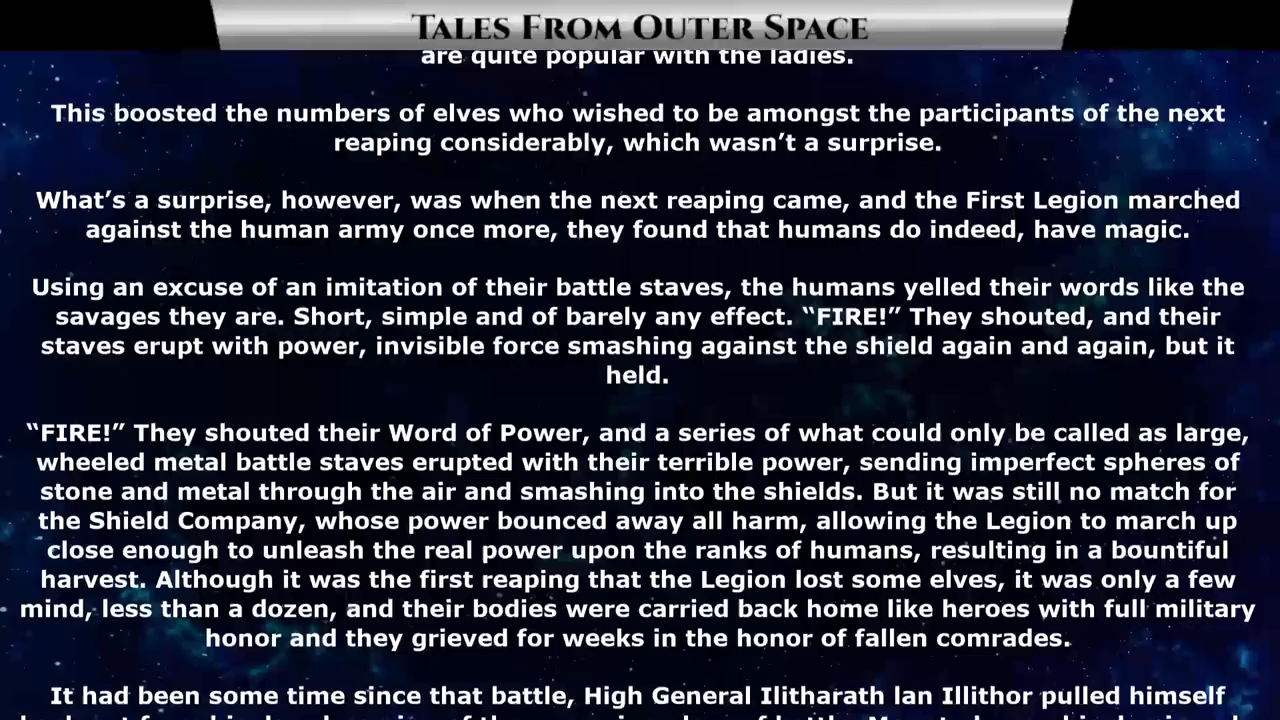 TALES FROM OUTER SPACE
are quite popular with the ladies.
This boosted the numbers of elves who wished to be amongst the participants of the next
reaping considerably, which wasn’t a surprise.
What’s a surprise, however, was when the next reaping came, and the First Legion marched
against the human army once more, they found that humans do indeed, have magic.
Using an excuse of an imitation of their battle staves, the humans yelled their words like the
savages they are. Short, simple and of barely any effect. “FIRE!” They shouted, and their
staves erupt with power, invisible force smashing against the shield again and again, but it
held.
“FIRE!” They shouted their Word of Power, and a series of what could only be called as large,
wheeled metal battle staves erupted with their terrible power, sending imperfect spheres of
stone and metal through the air and smashing into the shields. But it was still no match for
the Shield Company, whose power bounced away all harm, allowing the Legion to march up
close enough to unleash the real power upon the ranks of humans, resulting in a bountiful
harvest. Although it was the first reaping that the Legion lost some elves, it was only a few
mind, less than a dozen, and their bodies were carried back home like heroes with full military
honor and they grieved for weeks in the honor of fallen comrades.
It had been some time since that battle, High General Ilitharath lan Illithor pulled himself